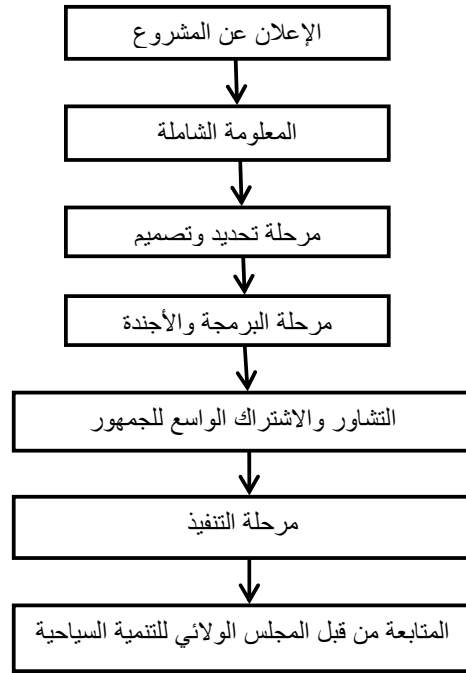 الإعلان عن المشروع
المعلومة الشاملة
مرحلة تحديد وتصميم
مرحلة البرمجة والأجندة
التشاور والاشتراك الواسع للجمهور
مرحلة التنفيذ
المتابعة من قبل المجلس الولائي للتنمية السياحية